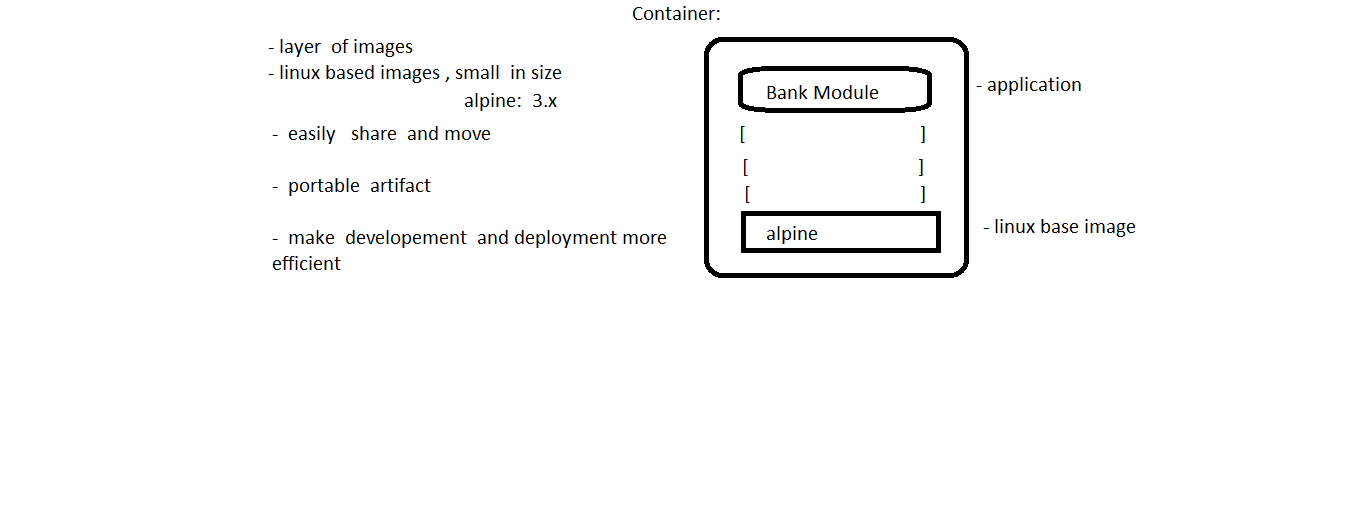 Container:
- layer  of images
- linux based images , small  in size
alpine:  3.x
-  easily   share  and move
-  portable  artifact
-  make  developement  and deployment more
efficient
Bank Module
- application
[ ]
[ ]
[ ]
alpine
- linux base image